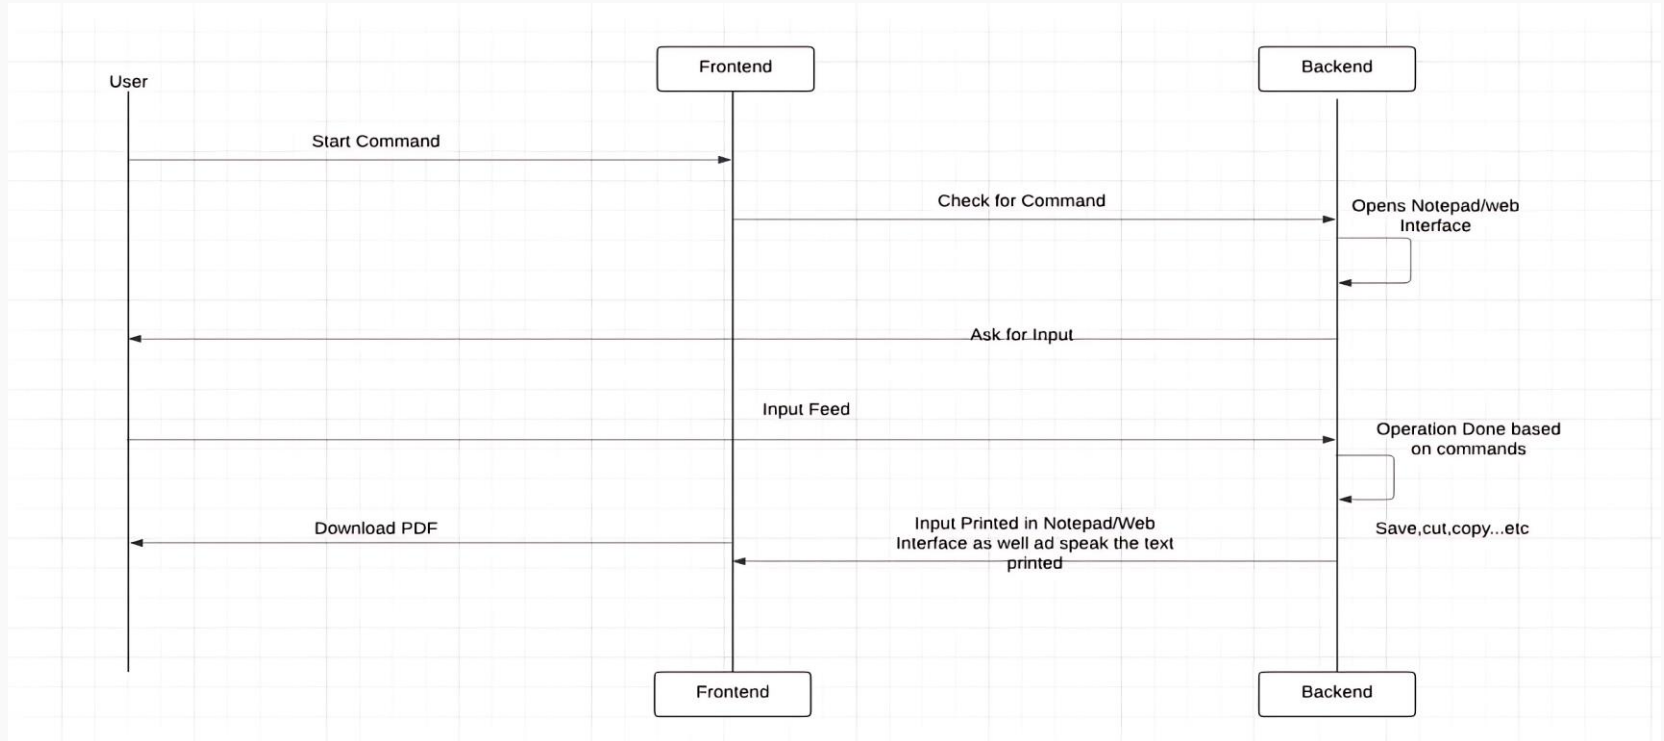 Frontend
Backend
User
Start Command
Check for Command
Opens Notepad/web
Interface
Ask for Input
Input Feed
Operation Done based
on commands
Download PDF
Input Printed in Notepad/Web
Interface as well ad speak the text
printed
Save,cut,copy...etc
Frontend
Backend